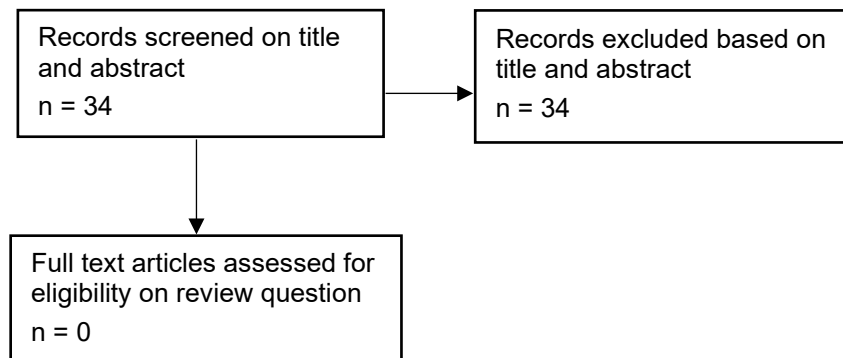 Records screened on title
and abstract
n = 34
Records excluded based on
title and abstract
n = 34
Full text articles assessed for
eligibility on review question
n = 0